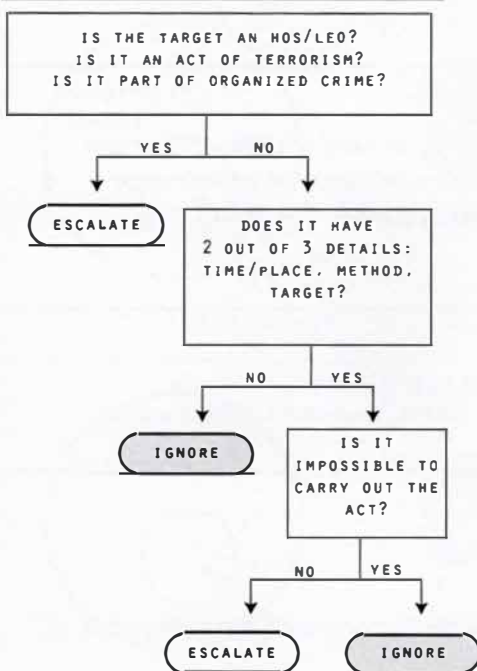 IS THE TARGET AN HOS/LEO?
IS IT AN ACT OF TERRORISM?
IS IT PART OF ORGANIZED CRIME?
YES
NO
ESCALATE
DOES IT HAVE
2 OUT OF 3 DETAILS:
TIME/PLACE, METHOD,
TARGET?
NO
YES
IGNORE
IS IT
IMPOSSIBLE TO
CARRY OUT THE
ACT?
NO
YES
ESCALATE
IGNORE